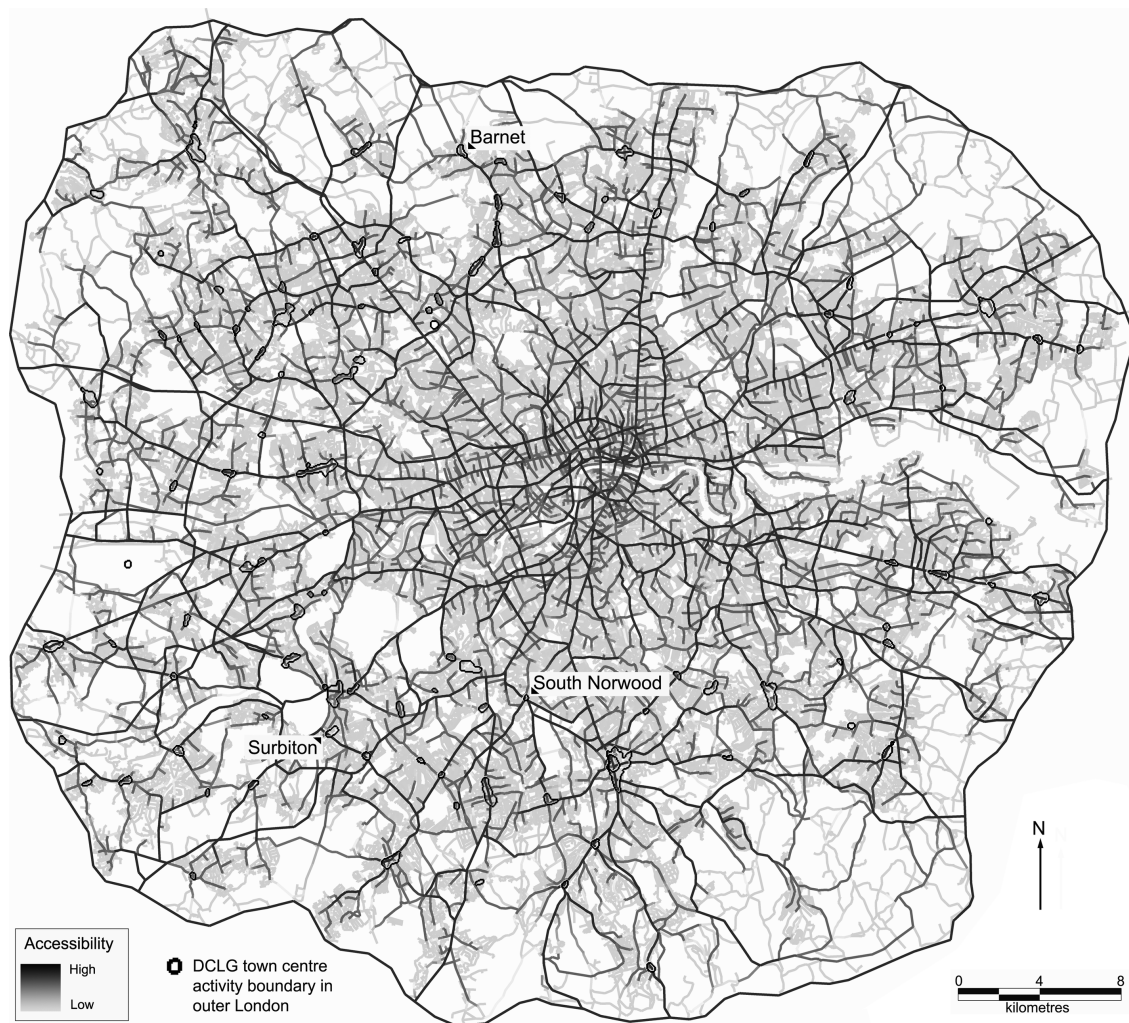 Barnet
South Norwood
Surbiton
N
Accessibility
High
Low
DCLG town centre
activity boundary in
outer London
0 4 8
kilometres